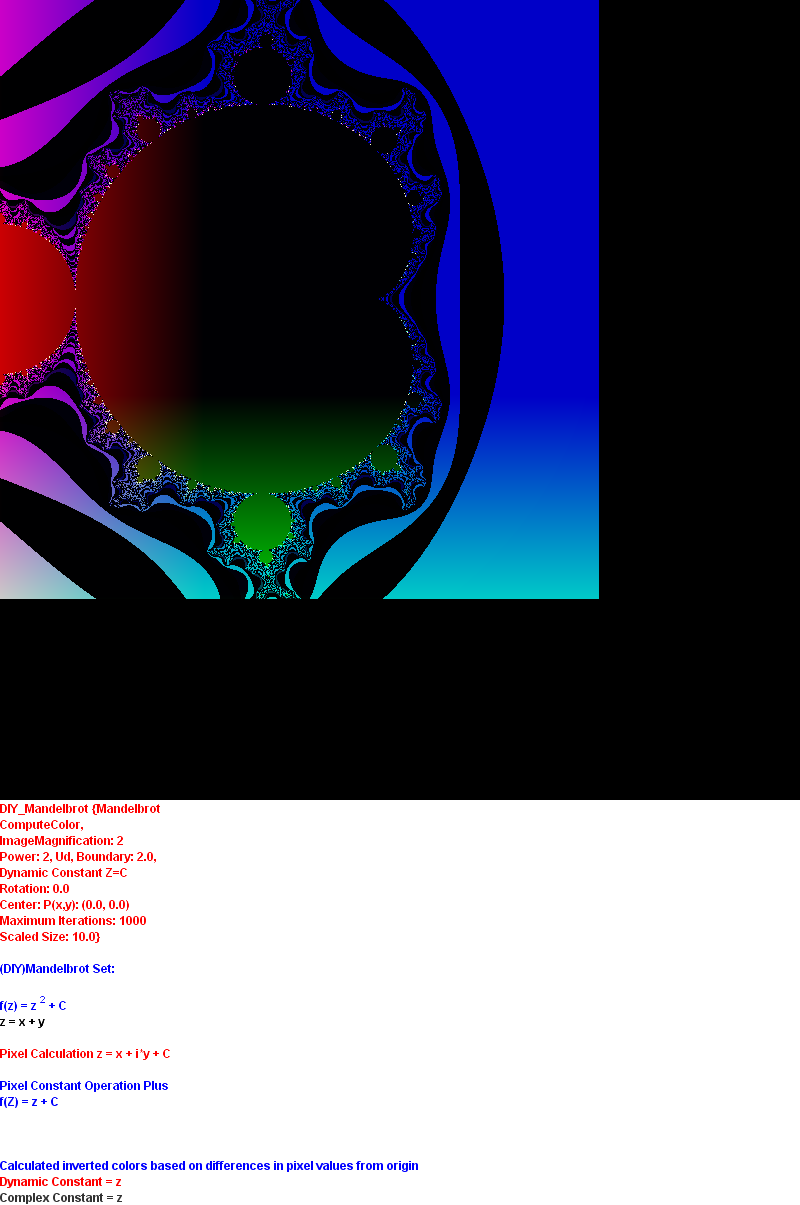 DIY_Mandelbrot {Mandelbrot
ComputeColor,
ImageMagnification: 2
Power: 2, Ud, Boundary: 2.0,
Dynamic Constant Z=C
Rotation: 0.0
Center: P(x,y): (0.0, 0.0)
Maximum Iterations: 1000
Scaled Size: 10.0}
(DIY)Mandelbrot Set:
f(z) = z 2 + C
z = x + y
Pixel Calculation z = x + i*y + C
Pixel Constant Operation Plus
f(Z) = z + C
Calculated inverted colors based on differences in pixel values from origin
Dynamic Constant = z
Complex Constant = z